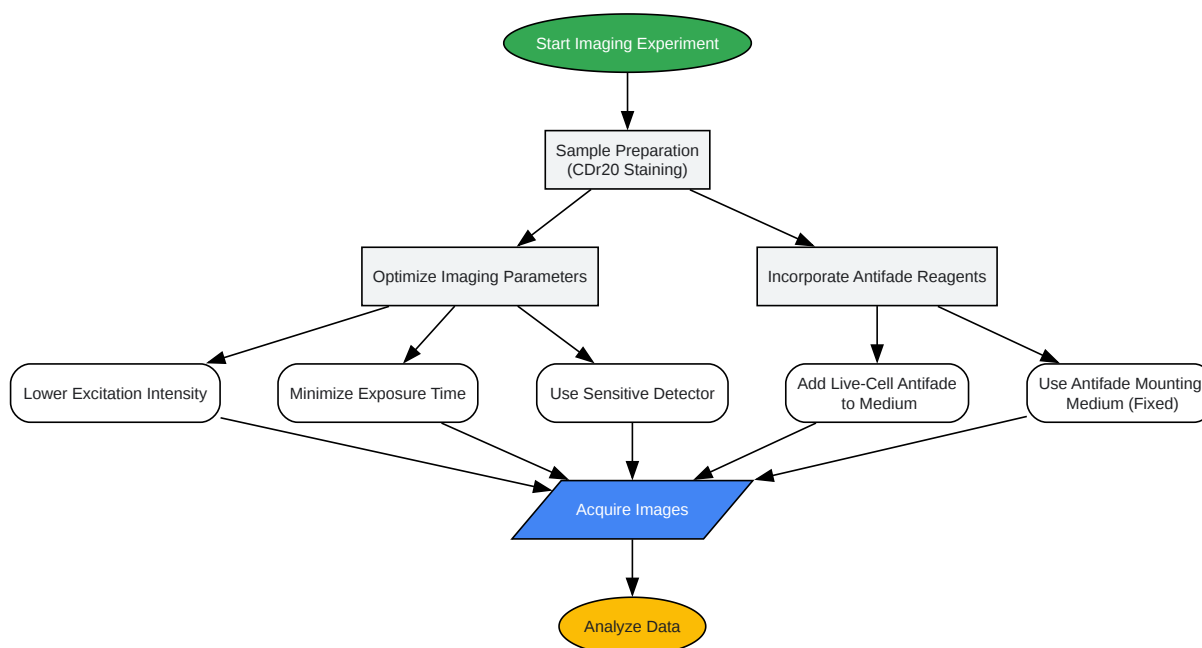 Start Imaging Experiment
Sample Preparation
(CDr20 Staining)
Optimize Imaging Parameters
Incorporate Antifade Reagents
Lower Excitation Intensity
Minimize Exposure Time
Use Sensitive Detector
Add Live-Cell Antifade
to Medium
Use Antifade Mounting
Medium (Fixed)
Acquire Images
Analyze Data